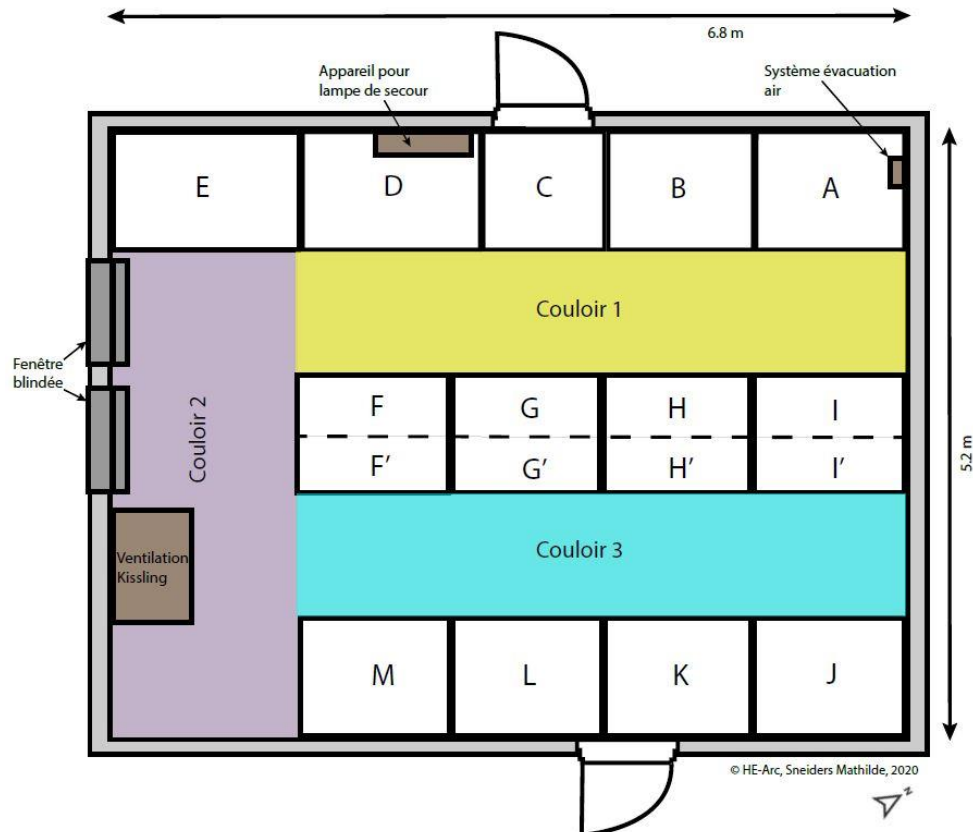 6.8 m
Appareil pour
lampe de secour
Système évacuation
air
E
D
C
B
A
Couloir 1
Fenêtre
blindée
Couloir 2
F
G
H
I
F'
G'
H'
I'
5.2 m
Couloir 3
Ventilation
Kissling
M
L
K
J
© HE-Arc, Sneiders Mathilde, 2020
N